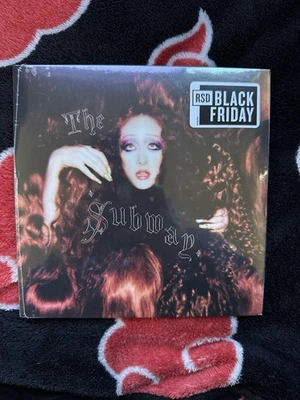 RSD BLACK
FRIDAY
The
Subway